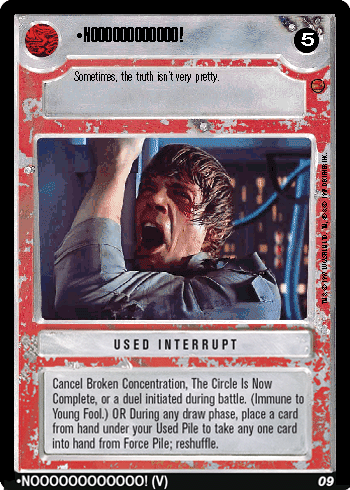 •NOOOOOOOOOOOO!
5
Sometimes, the truth isn't very pretty.
USED INTERRUPT
Cancel Broken Concentration, The Circle Is Now
Complete, or a duel initiated during battle. (Immune to
Young Fool.) OR During any draw phase, place a card
from hand under your Used Pile to take any one card
into hand from Force Pile; reshuffle.
•NOOOOOOOOOOOO! (V)
09